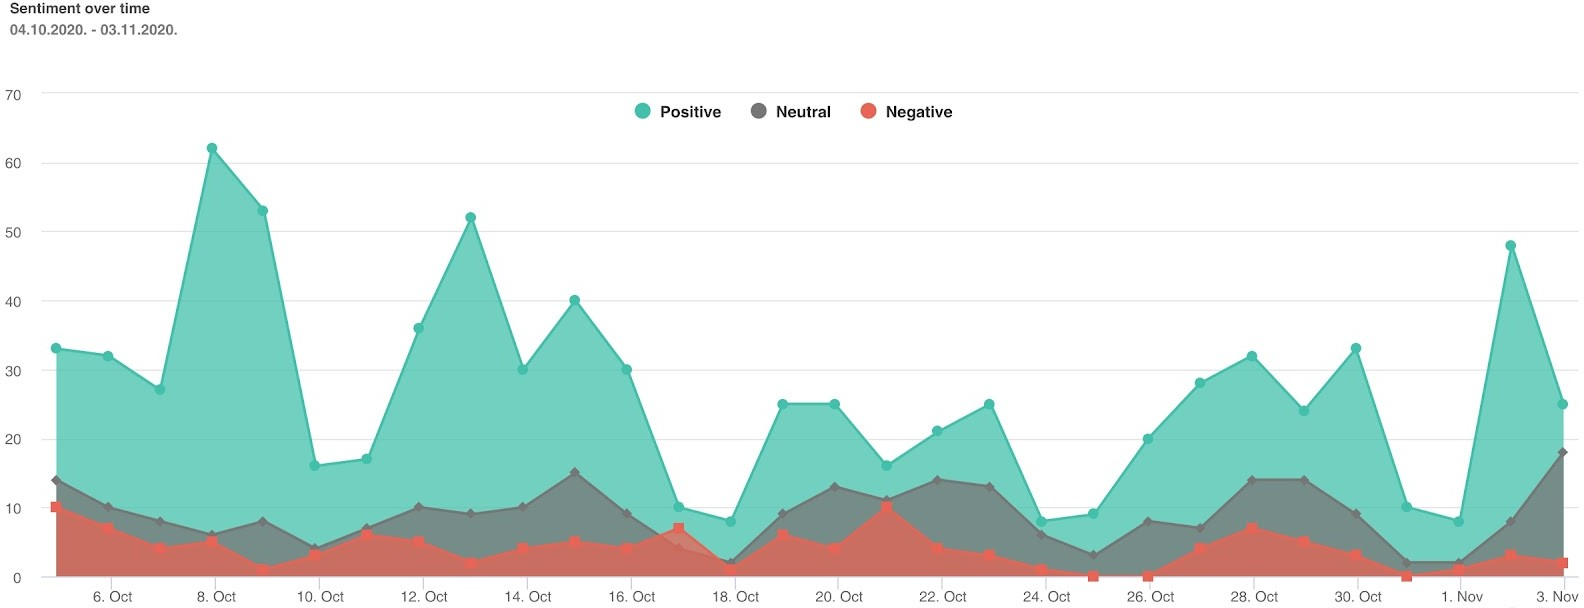 Sentiment over time
04.10.2020. - 03.11.2020.
70
Positive Neutral Negative
60
50
40
30
20
10
0
6. Oct 8. Oct 10. Oct 12. Oct 14. Oct 16. Oct 18. Oct 20. Oct 22. Oct 24. Oct 26. Oct 28. Oct 30. Oct 1. Nov 3. Nov